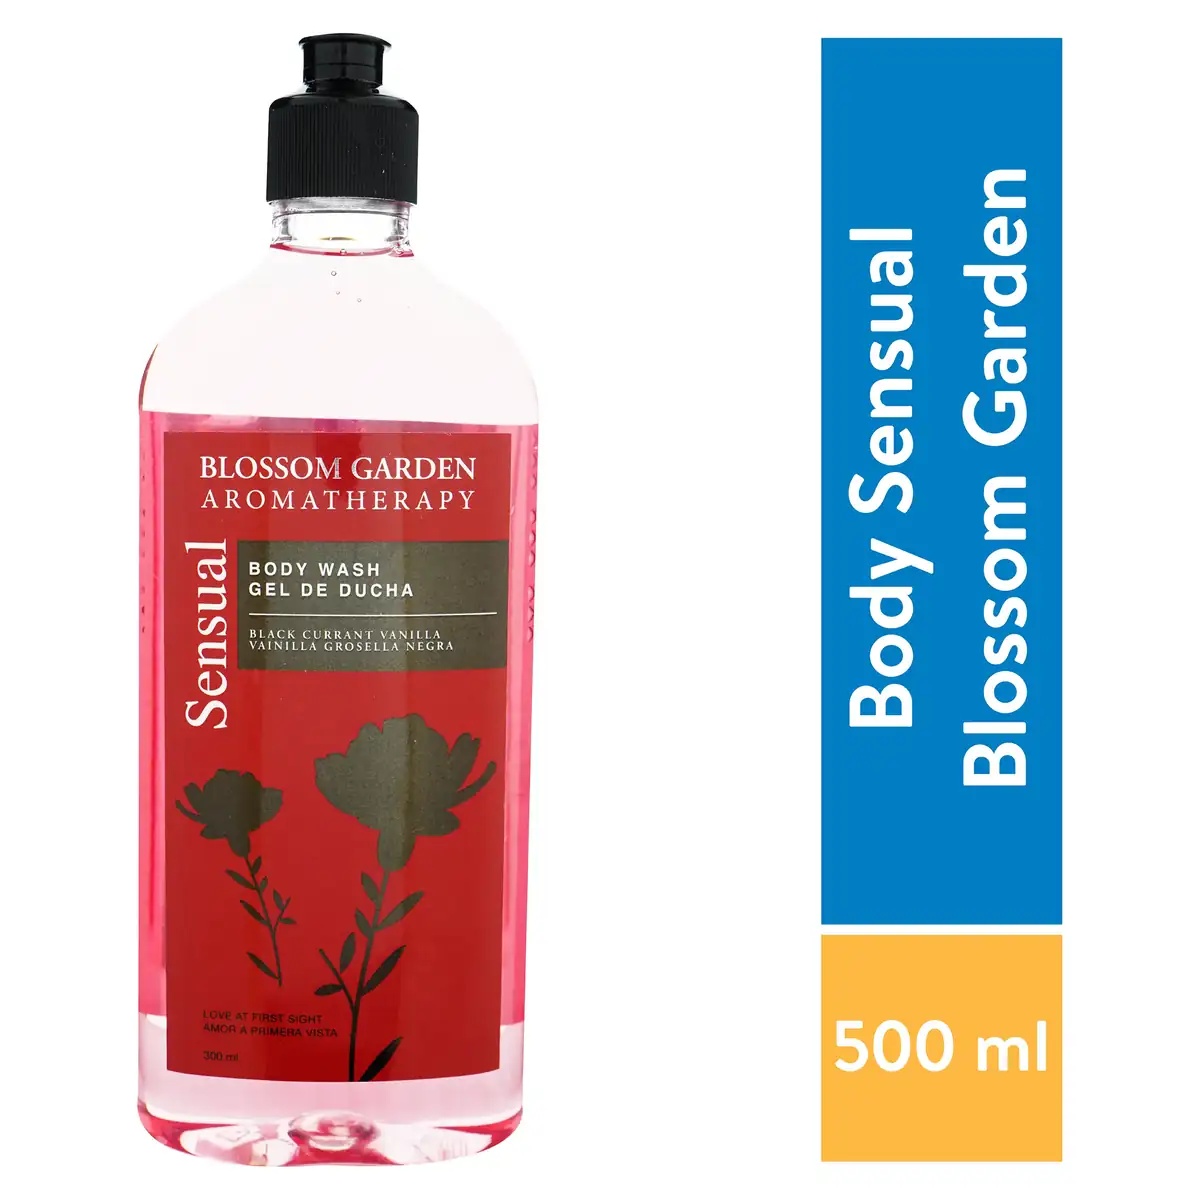 BLOSSOM GARDEN
AROMATHERAPY
Sensual
BODY WASH
GEL DE DUCHA
BLACK CURRANT VANILLA
VAINILLA GROSELLA NEGRA
LOVE AT FIRST SIGHT
AMOR A PRIMERA VISTA
300 ml
Body Sensual
Blossom Garden
500 ml